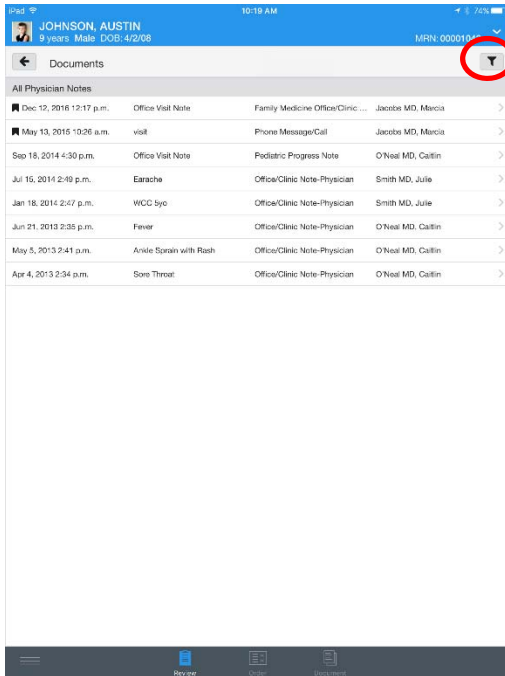 iPad 10:19 AM 74%
JOHNSON, AUSTIN
9 years Male DOB:4/2/08 MRN:
Documents
All Physician Notes
Dec 12, 2016 12:17 p.m. Office Visit Note Family Medicine Office/Clinic ... Jacobs MD, Marcia
May 13, 2015 10:26 a.m. visit Phone Message/Call Jacobs MD, Marcia
Sep 18, 2014 4:30 p.m. Office Visit Note Pediatric Progress Note O'Neal MD, Caitlin
Jul 15, 2014 2:49 p.m. Earache Office/Clinic Note-Physician Smith MD, Julie
Jan 18, 2014 2:47 p.m. WCC 5yo Office/Clinic Note-Physician Smith MD, Julie
Jun 21, 2013 2:35 p.m. Fever Office/Clinic Note-Physician O'Neal MD, Caitlin
May 5, 2013 2:41 p.m. Ankle Sprain with Rash Office/Clinic Note-Physician O'Neal MD, Caitlin
Apr 4, 2013 2:34 p.m. Sore Throat Office/Clinic Note-Physician O'Neal MD, Caitlin
Review Order Document